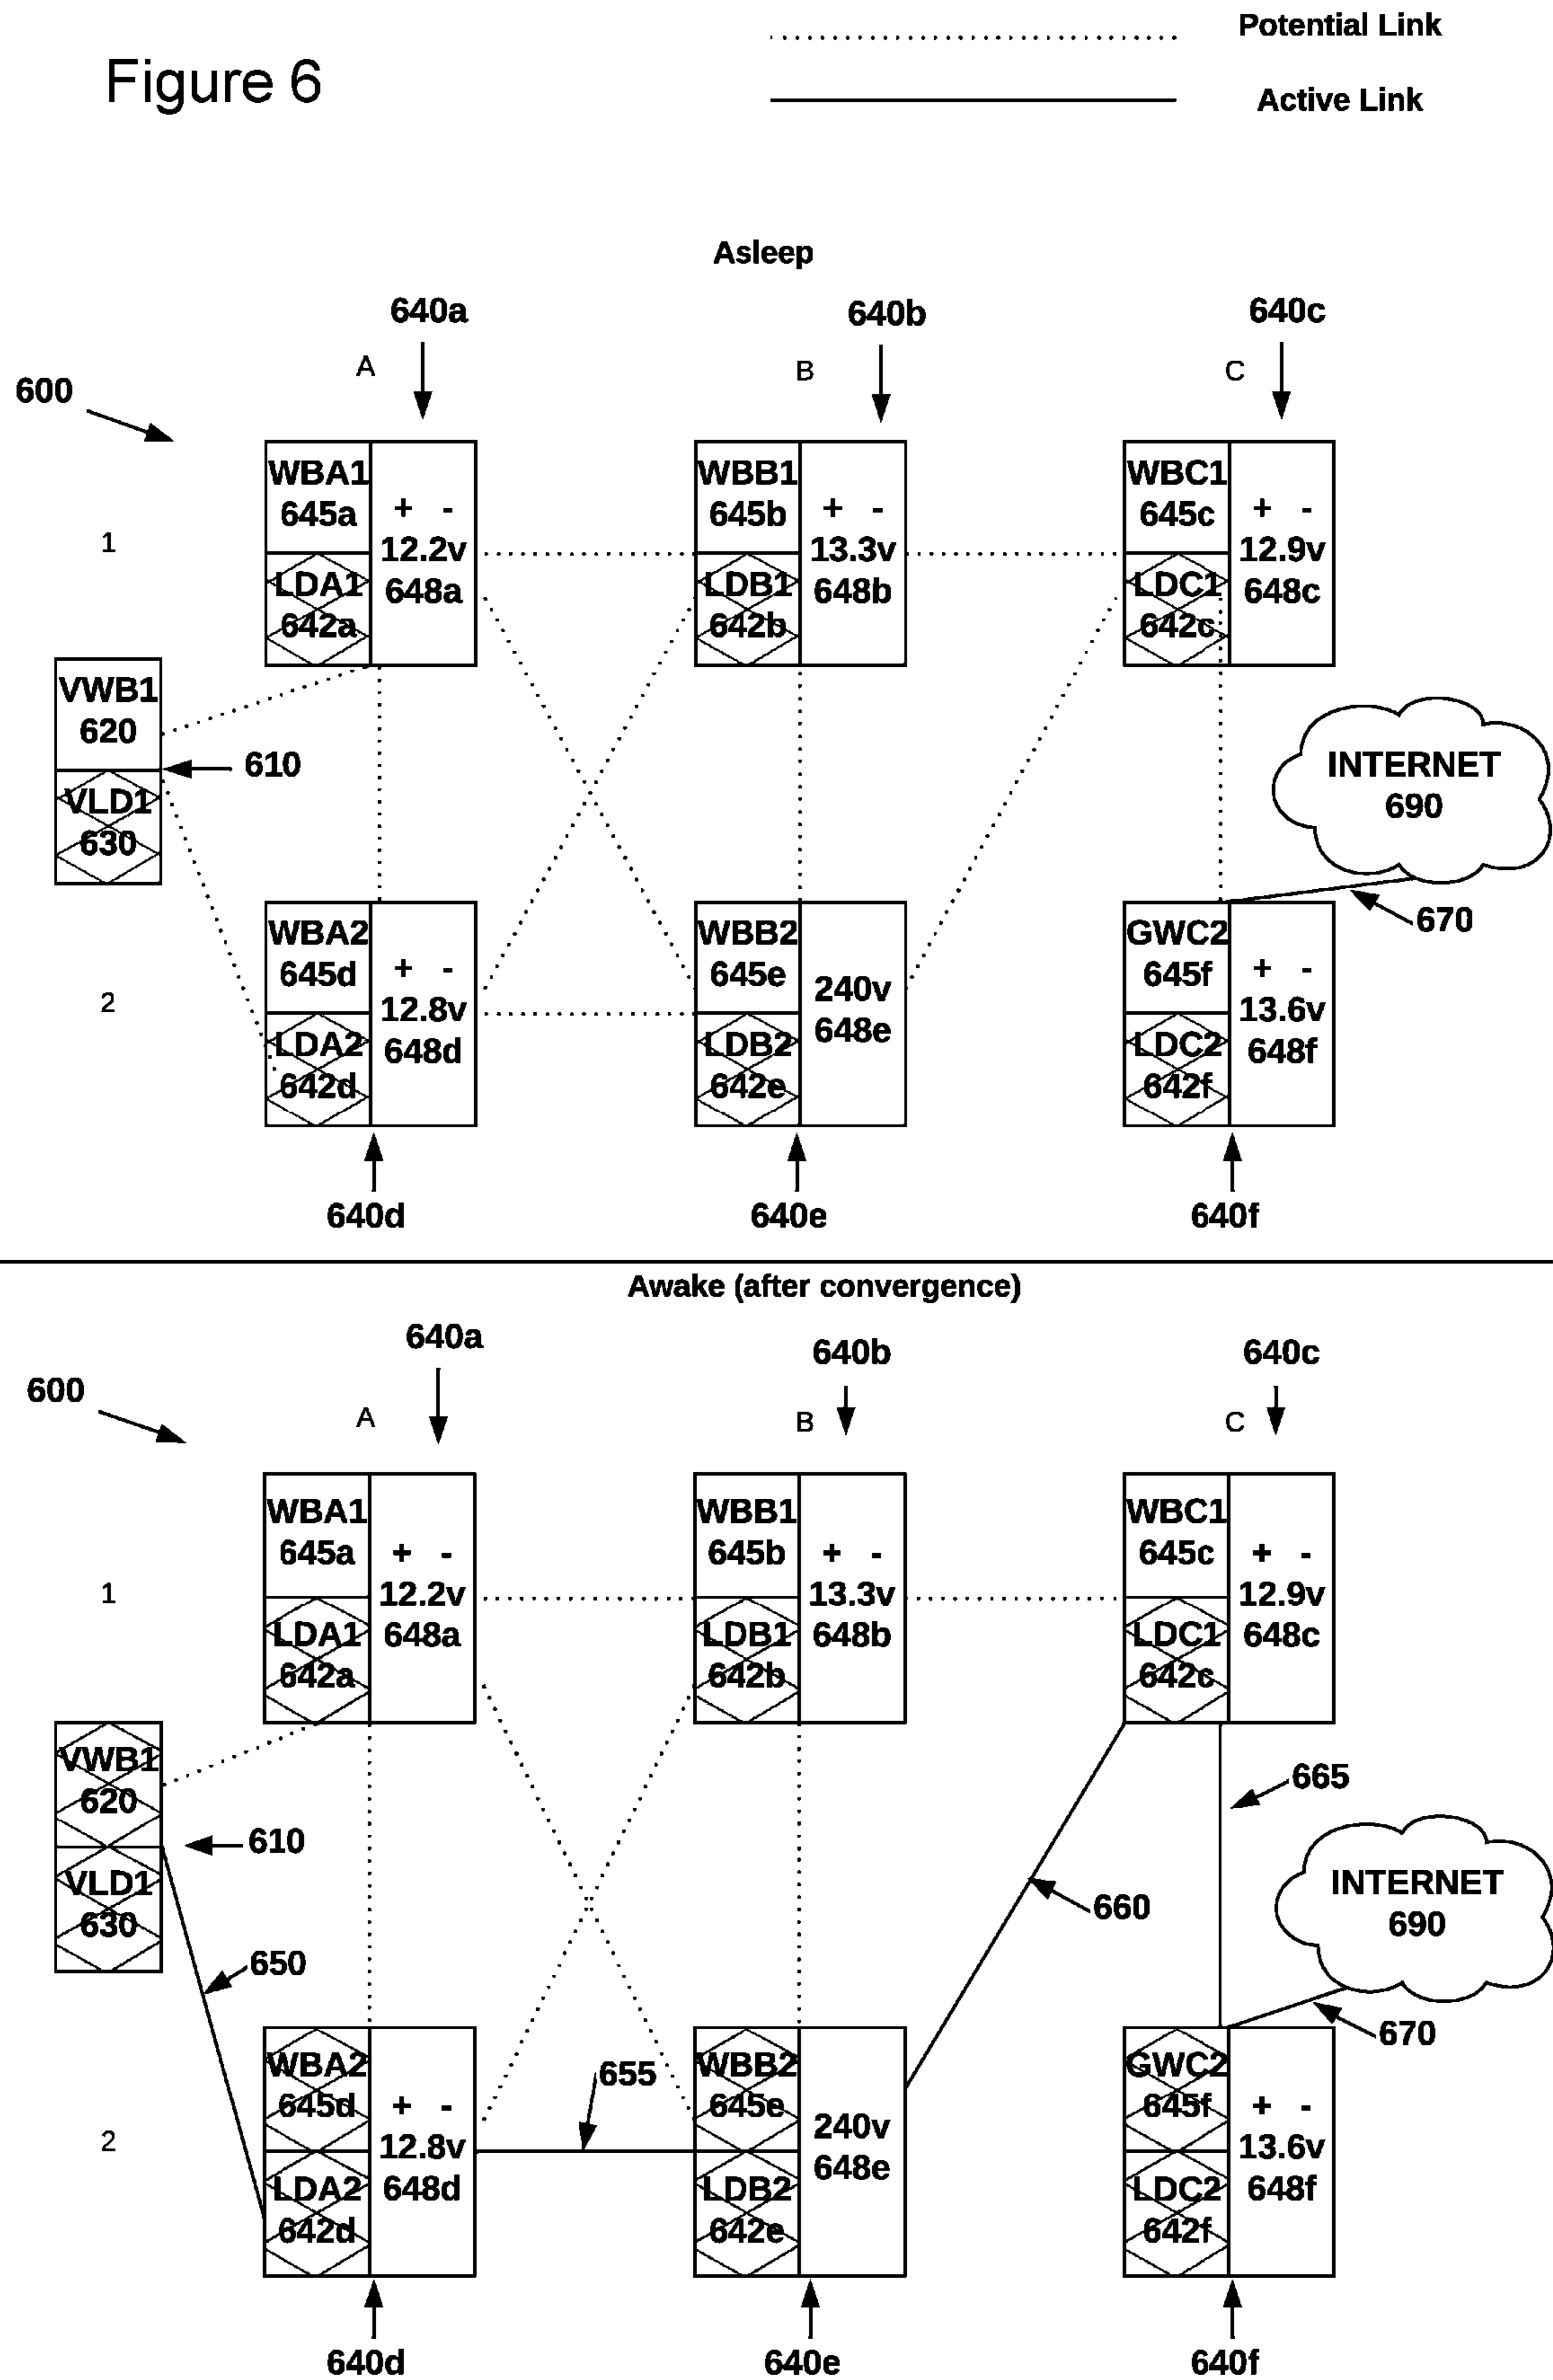 Figure 6
Potential Link
Active Link
Asleep
640a
640b
640c
A
B
C
600
WBA1
645a
+ -
12.2v
648a
LDA1
642a
WBB1
645b
+ -
13.3v
648b
LDB1
642b
WBC1
645c
+ -
12.9v
648c
LDC1
642c
1
VWB1
620
610
VLD1
630
INTERNET
690
670
WBA2
645d
+ -
12.8v
648d
LDA2
642d
WBB2
645e
240v
648e
LDB2
642e
GWC2
645f
+ -
13.6v
648f
LDC2
642f
2
640d
640e
640f
Awake (after convergence)
640a
640b
640c
A
B
C
600
WBA1
645a
+ -
12.2v
648a
LDA1
642a
WBB1
645b
+ -
13.3v
648b
LDB1
642b
WBC1
645c
+ -
12.9v
648c
LDC1
642c
1
VWB1
620
610
VLD1
630
650
665
660
INTERNET
690
670
655
WBA2
645d
+ -
12.8v
648d
LDA2
642d
WBB2
645e
240v
648e
LDB2
642e
GWC2
645f
+ -
13.6v
648f
LDC2
642f
2
640d
640e
640f